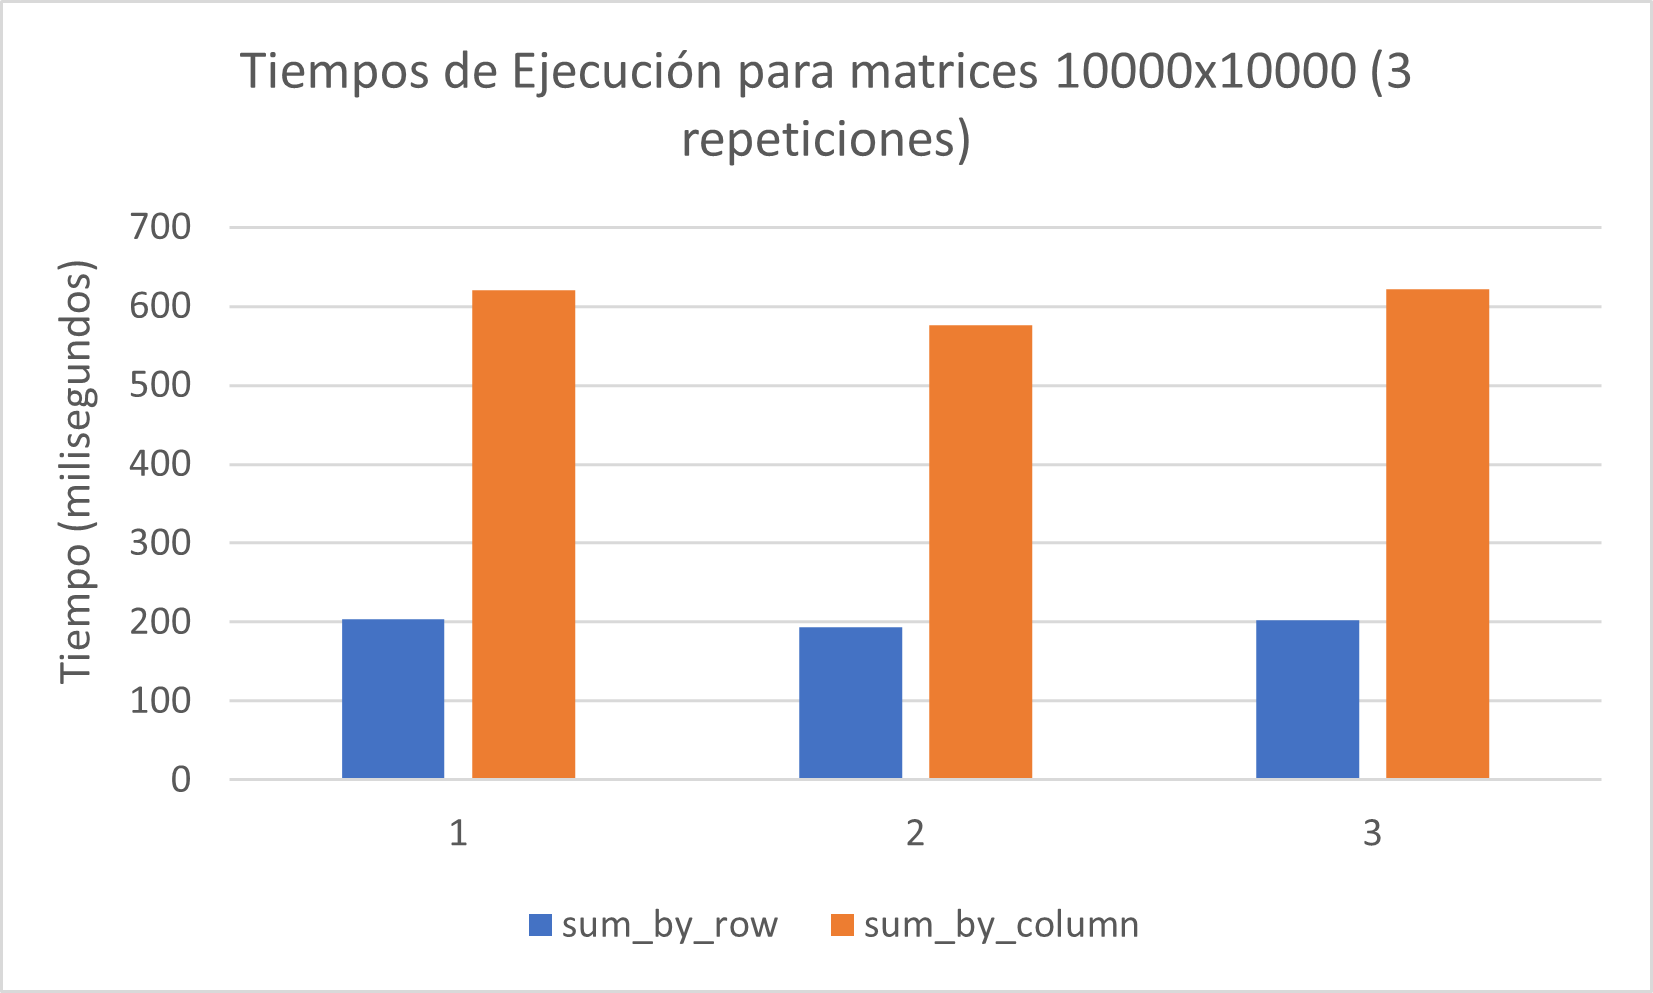 Tiempos de Ejecución para matrices 10000x10000 (3
repeticiones)
Tiempo (milisegundos)
700
600
500
400
300
200
100
0
1
2
3
sum_by_row
sum_by_column